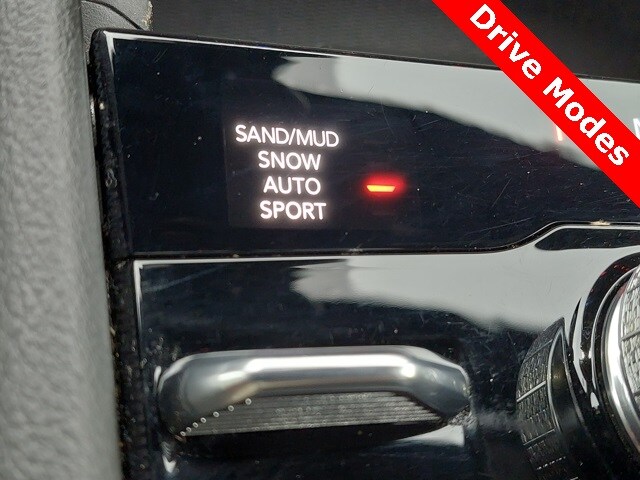 Drive Modes
SAND/MUD
SNOW
AUTO
SPORT